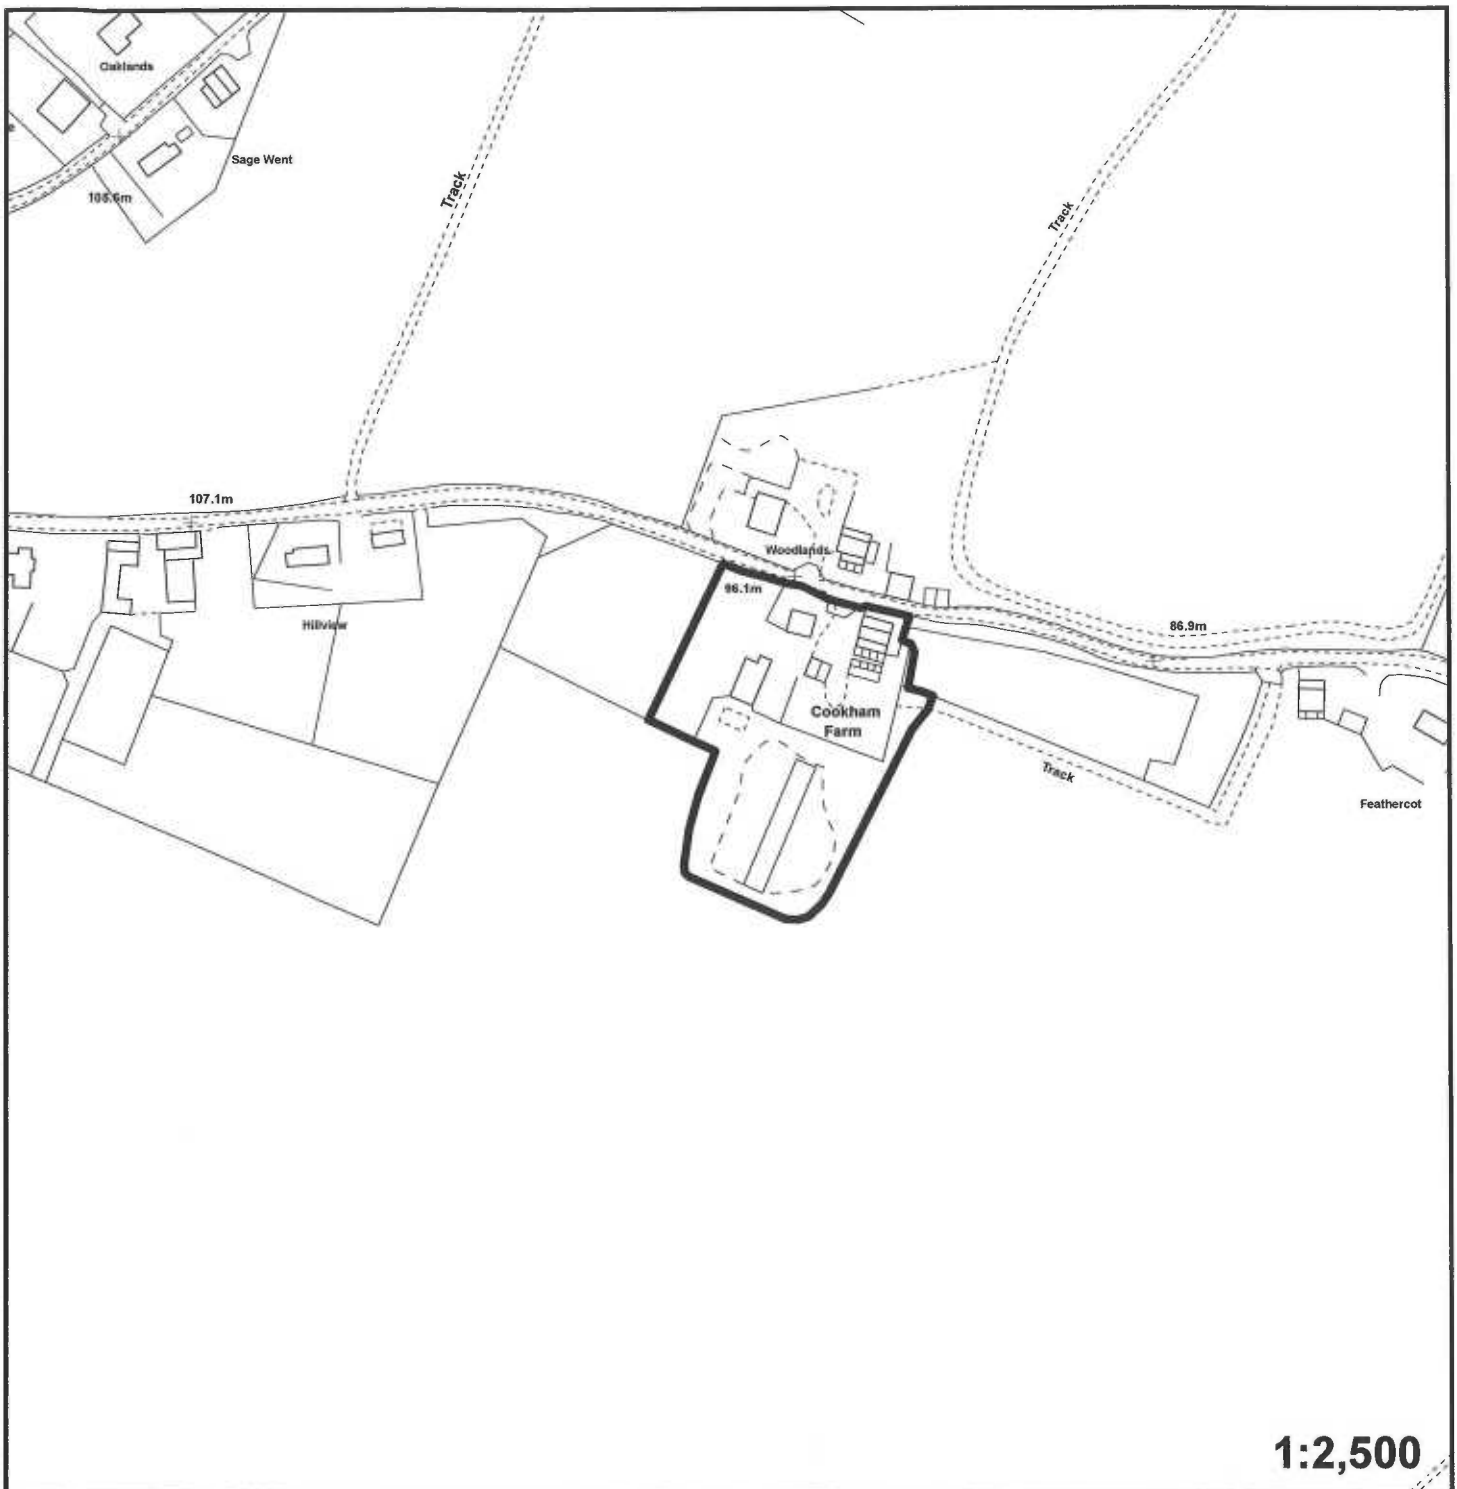 Oaklands
Sage Went
108.6m
Track
Track
107.1m
Woodlands
96.1m
86.9m
Hillview
Cookham
Farm
Track
Feathercot
1:2,500